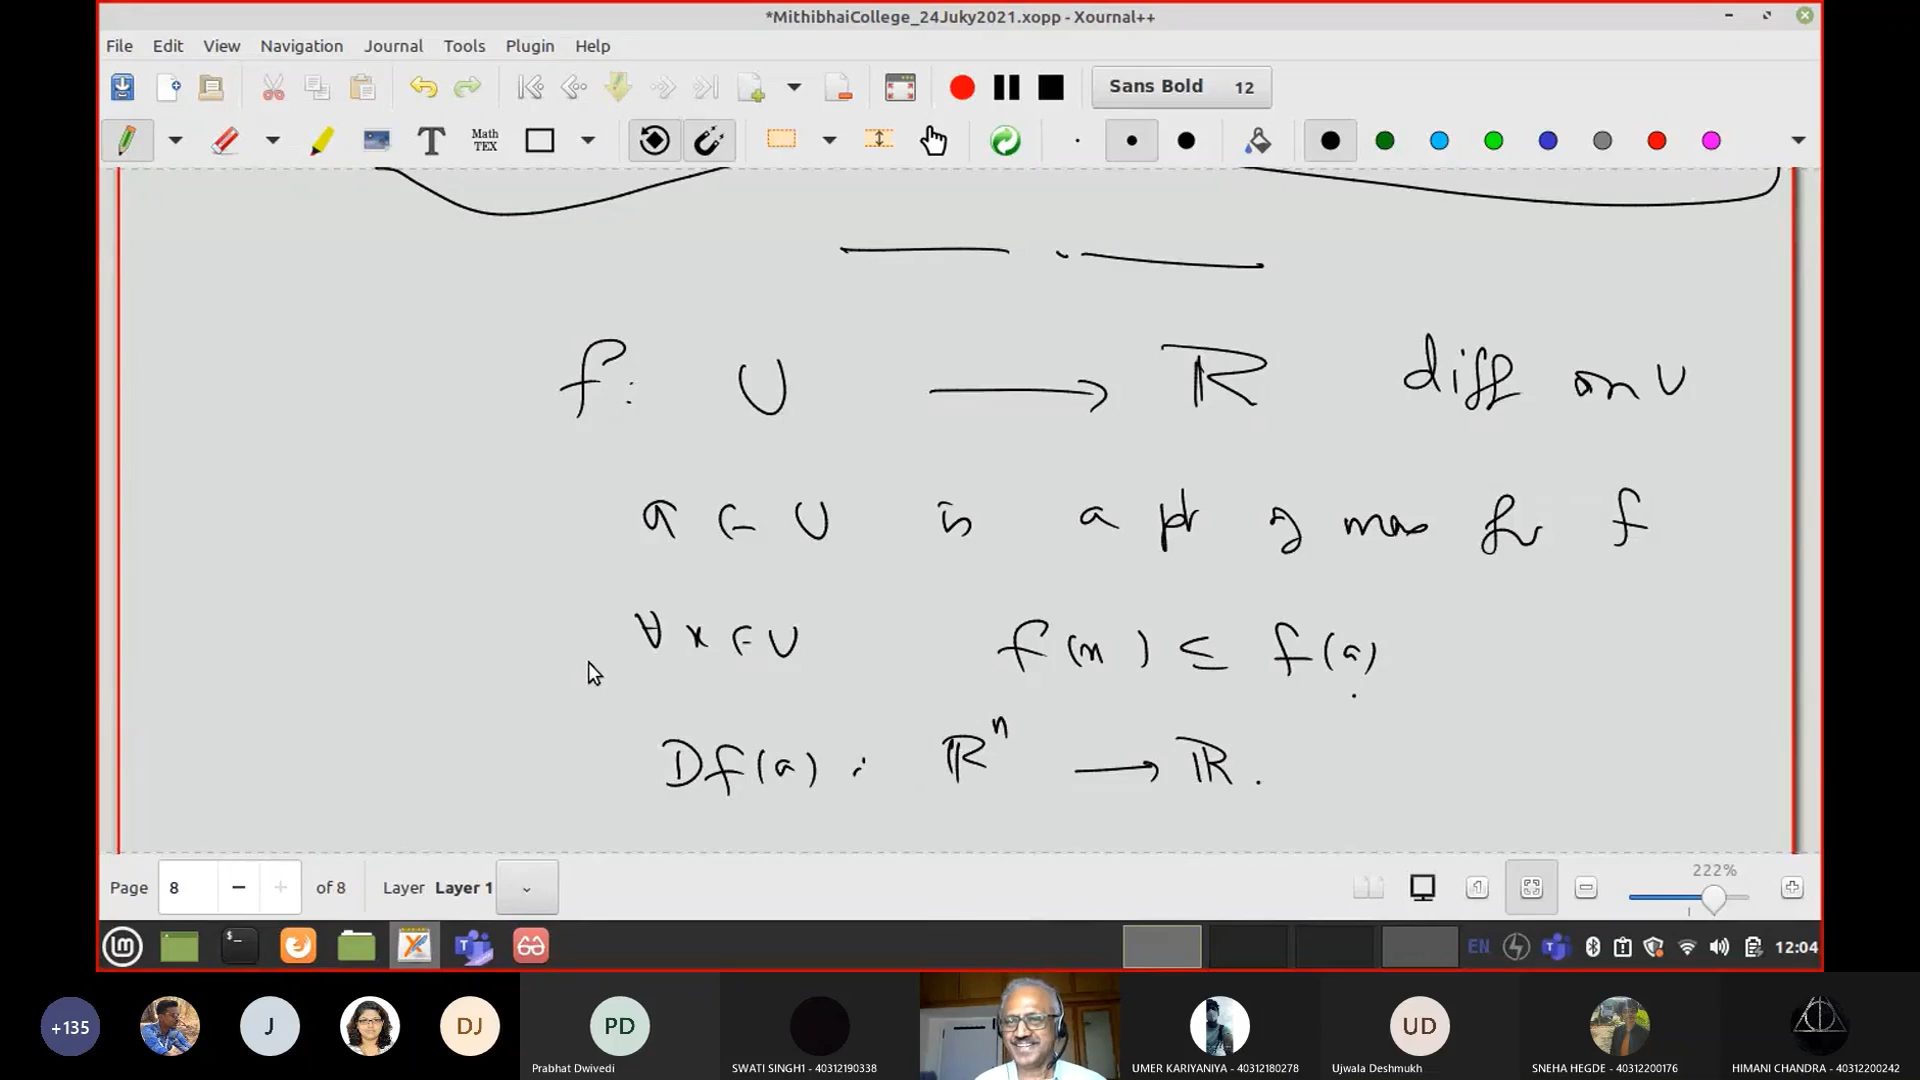 *MithibhaiCollege_24Juky2021.xopp - Xournal++
File Edit View Navigation Journal Tools Plugin Help
Sans Bold 12
Math TEX
f: U ⟶ ℝ diff on U
a ∈ U is a pt of max for f
∀ x ∈ U f(x) ≤ f(a)
Df(a) : ℝⁿ ⟶ ℝ.
Page 8 of 8 Layer Layer 1 222%
EN 12:04
+135 J DJ PD UD
Prabhat Dwivedi SWATI SINGH1 - 40312190338 UMER KARIYANIYA - 40312180278 Ujwala Deshmukh SNEHA HEGDE - 40312200176 HIMANI CHANDRA - 40312200242